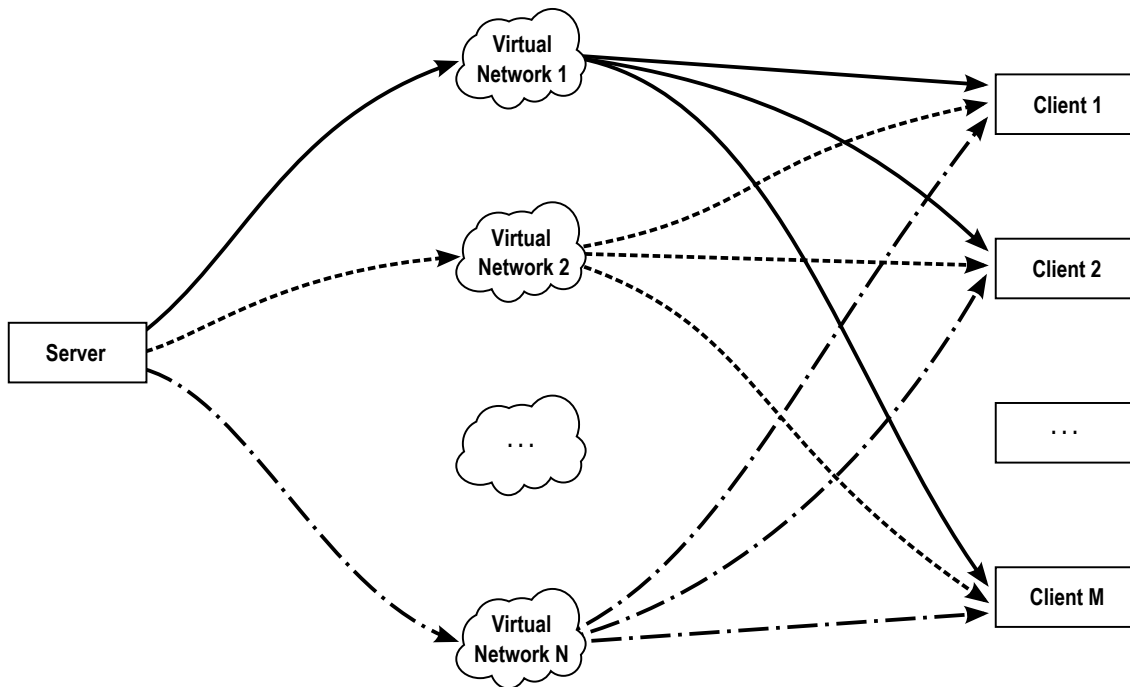 Virtual
Network 1
Client 1
Virtual
Network 2
Client 2
Server
...
...
Virtual
Network N
Client M